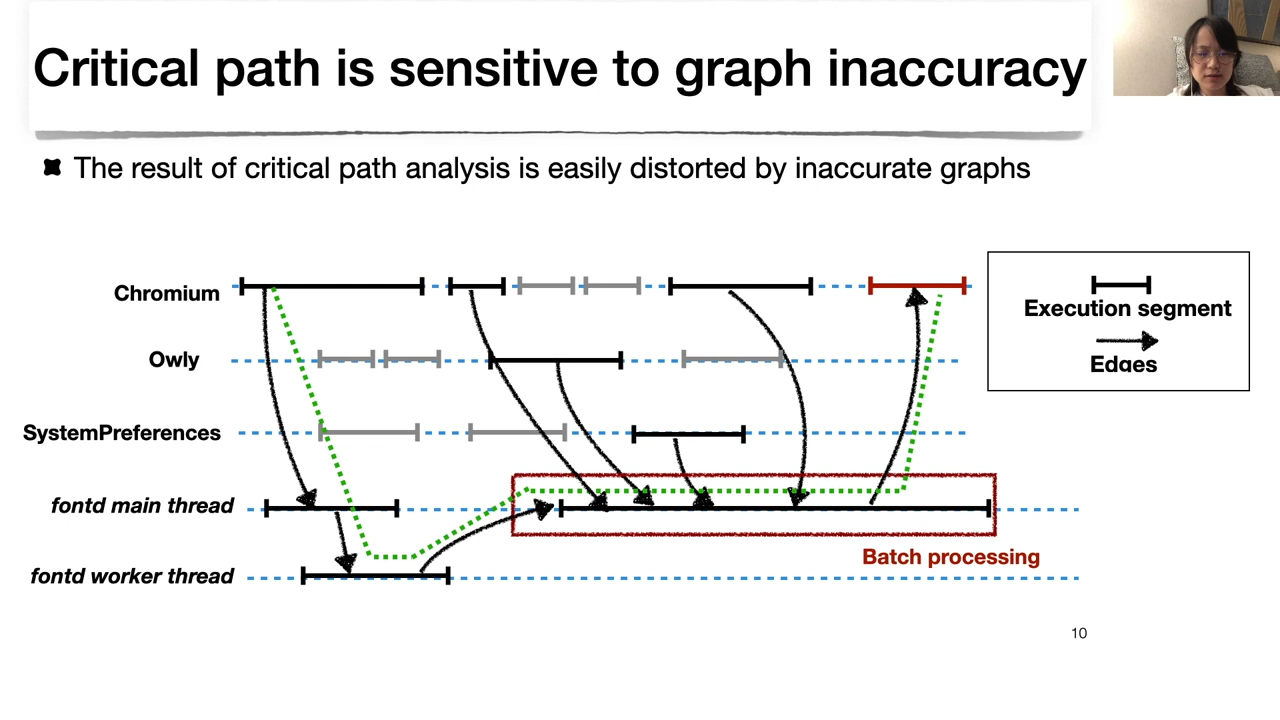 Critical path is sensitive to graph inaccuracy
The result of critical path analysis is easily distorted by inaccurate graphs
Chromium
Owly
SystemPreferences
fontd main thread
fontd worker thread
Batch processing
Execution segment
Edges
10